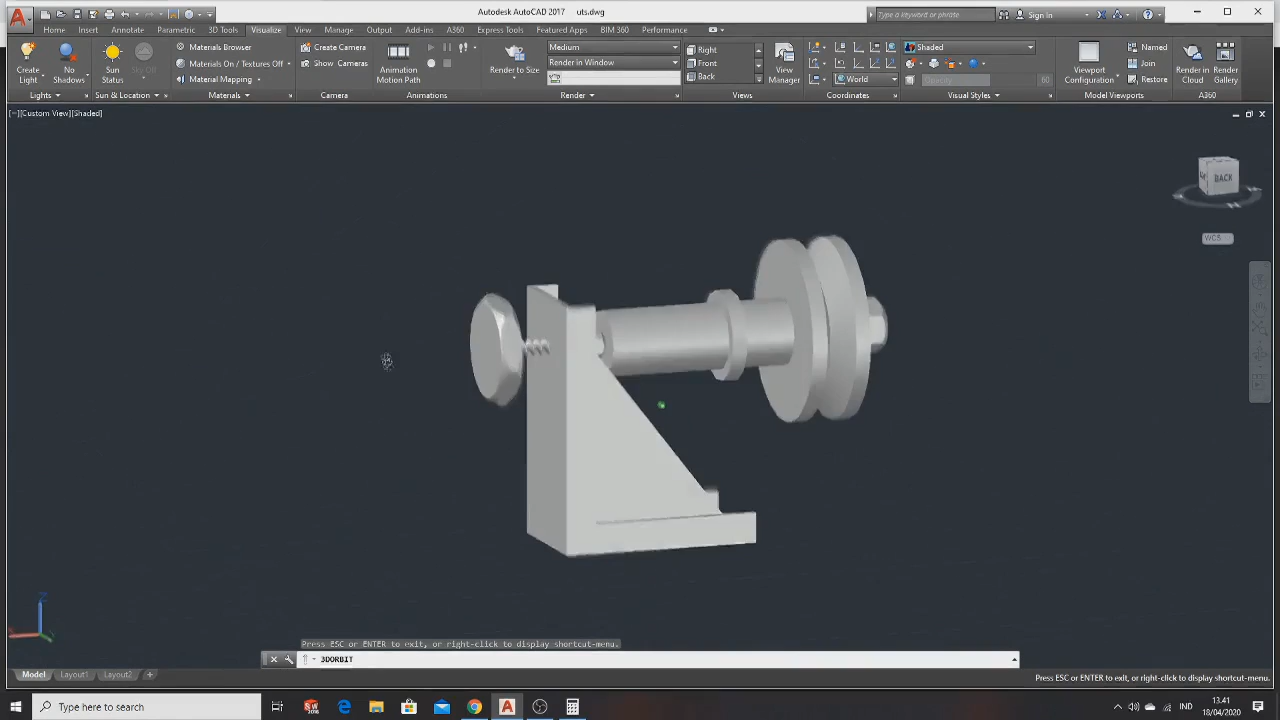 Autodesk AutoCAD 2017 uts.dwg
Type a keyword or phrase
Sign In
Home Insert Annotate Parametric 3D Tools Visualize View Manage Output Add-ins A360 Express Tools Featured Apps BIM 360 Performance
Create Light
No Shadows
Sun Status
Sky Off
Materials Browser
Materials On / Textures Off
Material Mapping
Create Camera
Show Cameras
Animation Path
Render to Size
Medium
Render in Window
Right
Front
Back
View Manager
World
Shaded
Opacity 60
Viewport Configuration
Named
Join
Restore
Render in Cloud
Render Gallery
Lights
Sun & Location
Materials
Camera
Animations
Render
Views
Coordinates
Visual Styles
Model Viewports
A360
[−][Custom View][Shaded]
BACK
WCS
Z
Press ESC or ENTER to exit, or right-click to display shortcut-menu.
3DORBIT
Model Layout1 Layout2 +
Press ESC or ENTER to exit, or right-click to display shortcut-menu.
Type here to search
IND
13.41
18/04/2020